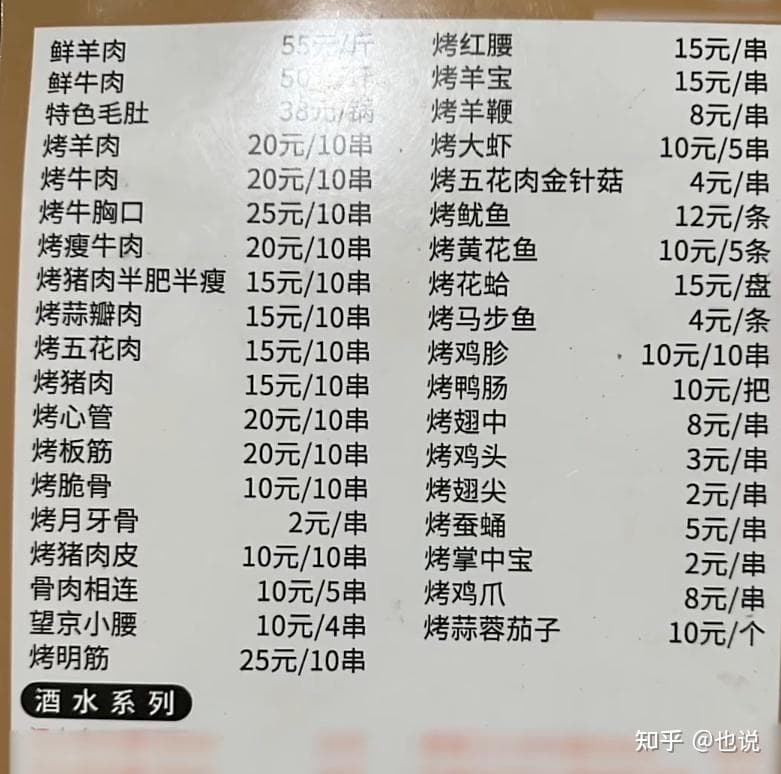 鲜羊肉 55元/斤
鲜牛肉 50元/斤
特色毛肚 38元/锅
烤羊肉 20元/10串
烤牛肉 20元/10串
烤牛胸口 25元/10串
烤瘦牛肉 20元/10串
烤猪肉半肥半瘦 15元/10串
烤蒜瓣肉 15元/10串
烤五花肉 15元/10串
烤猪肉 15元/10串
烤心管 20元/10串
烤板筋 20元/10串
烤脆骨 10元/10串
烤月牙骨 2元/串
烤猪肉皮 10元/10串
骨肉相连 10元/5串
望京小腰 10元/4串
烤明筋 25元/10串
烤红腰 15元/串
烤羊宝 15元/串
烤羊鞭 8元/串
烤大虾 10元/5串
烤五花肉金针菇 4元/串
烤鱿鱼 12元/条
烤黄花鱼 10元/5条
烤花蛤 15元/盘
烤马步鱼 4元/条
烤鸡胗 10元/10串
烤鸭肠 10元/把
烤翅中 8元/串
烤鸡头 3元/串
烤翅尖 2元/串
烤蚕蛹 5元/串
烤掌中宝 2元/串
烤鸡爪 8元/串
烤蒜蓉茄子 10元/个
酒水系列
知乎 @也说